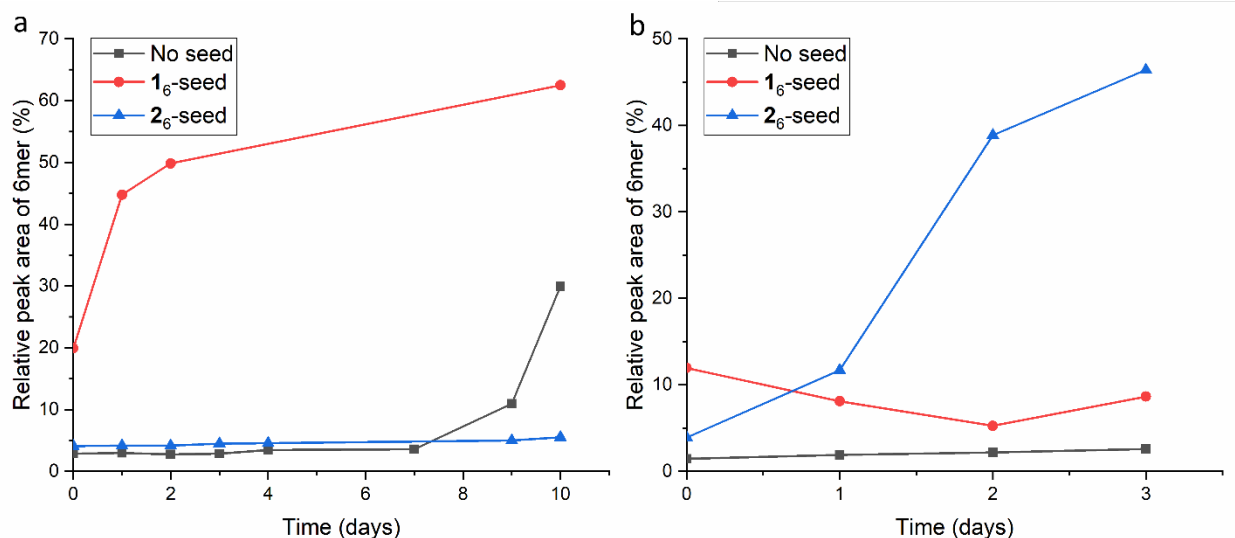 a
70
60
50
40
30
20
10
0
0
2
4
6
8
10
Relative peak area of 6mer (%)
Time (days)
No seed
1₆-seed
2₆-seed
b
50
40
30
20
10
0
0
1
2
3
Relative peak area of 6mer (%)
Time (days)
No seed
1₆-seed
2₆-seed